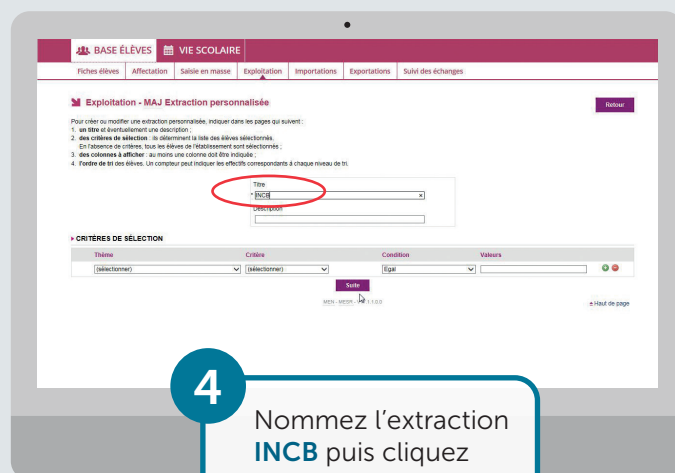 BASE ÉLÈVES VIE SCOLAIRE
Fiches élèves Affectation Saisie en masse Exploitation Importations Exportations Suivi des échanges
Exploitation - MAJ Extraction personnalisée
Retour
Pour créer ou modifier une extraction personnalisée, indiquer dans les pages qui suivent :
1. un titre et éventuellement une description ;
2. des critères de sélection : ils déterminent la liste des élèves sélectionnés.
En l'absence de critères, tous les élèves de l'établissement sont sélectionnés ;
3. des colonnes à afficher : au moins une colonne doit être indiquée ;
4. l'ordre de tri des élèves. Un compteur peut indiquer les effectifs correspondants à chaque niveau de tri.
Titre
* INCB ×
Description
CRITÈRES DE SÉLECTION
Thème Critère Condition Valeurs
(sélectionner) (sélectionner) Egal
Suite
MEN - MESR - 1.1.0.0
± Haut de page
4
Nommez l'extraction
INCB puis cliquez